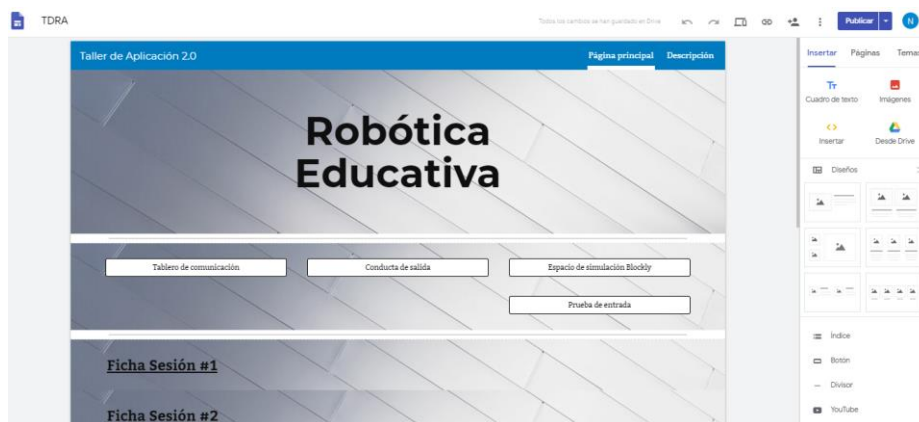 TDRA
Todos los cambios se han guardado en Drive
Publicar
N
Taller de Aplicación 2.0
Página principal
Descripción
Insertar
Páginas
Temas
Tr
Cuadro de texto
Imágenes
Insertar
Desde Drive
Robótica
Educativa
Diseños
Tablero de comunicación
Conducta de salida
Espacio de simulación Blockly
Prueba de entrada
Ficha Sesión #1
Ficha Sesión #2
Índice
Botón
Divisor
YouTube